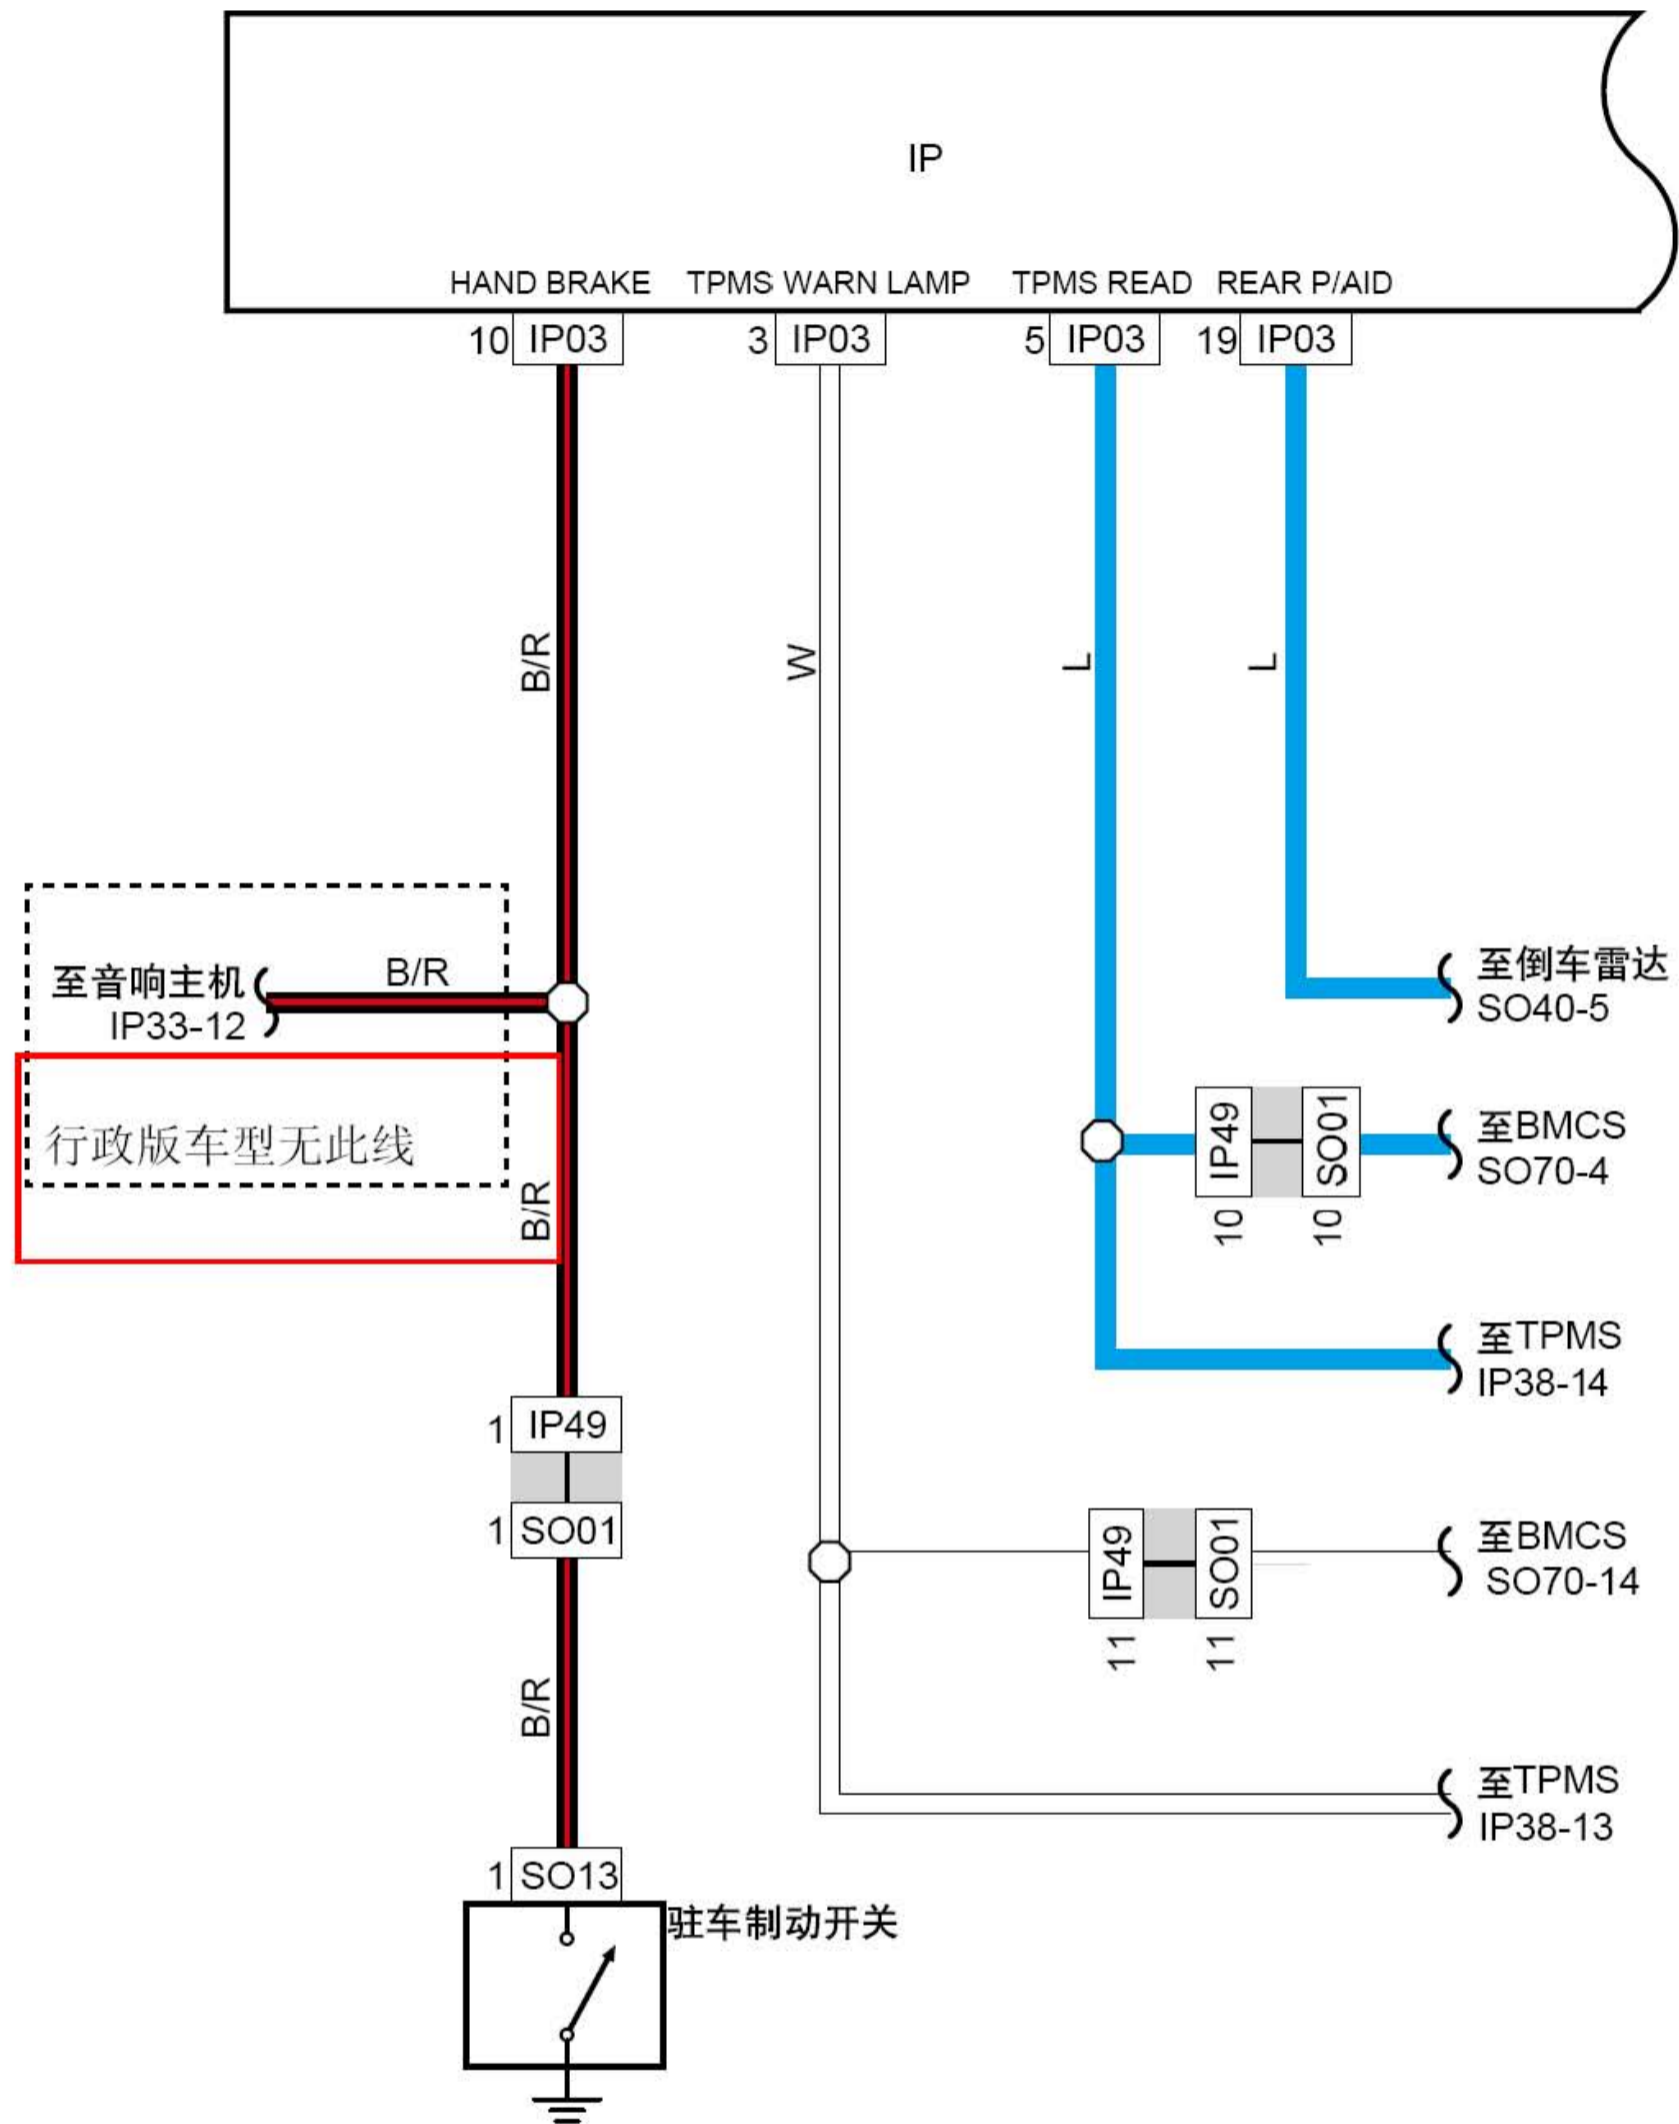 IP
HAND BRAKE
TPMS WARN LAMP
TPMS READ
REAR P/AID
10 IP03
3 IP03
5 IP03
19 IP03
B/R
W
L
L
至音响主机
IP33-12
B/R
至倒车雷达
SO40-5
行政版车型无此线
B/R
IP49
SO01
10
10
至BMCS
SO70-4
至TPMS
IP38-14
1 IP49
1 SO01
IP49
SO01
11
11
至BMCS
SO70-14
B/R
至TPMS
IP38-13
1 SO13
驻车制动开关